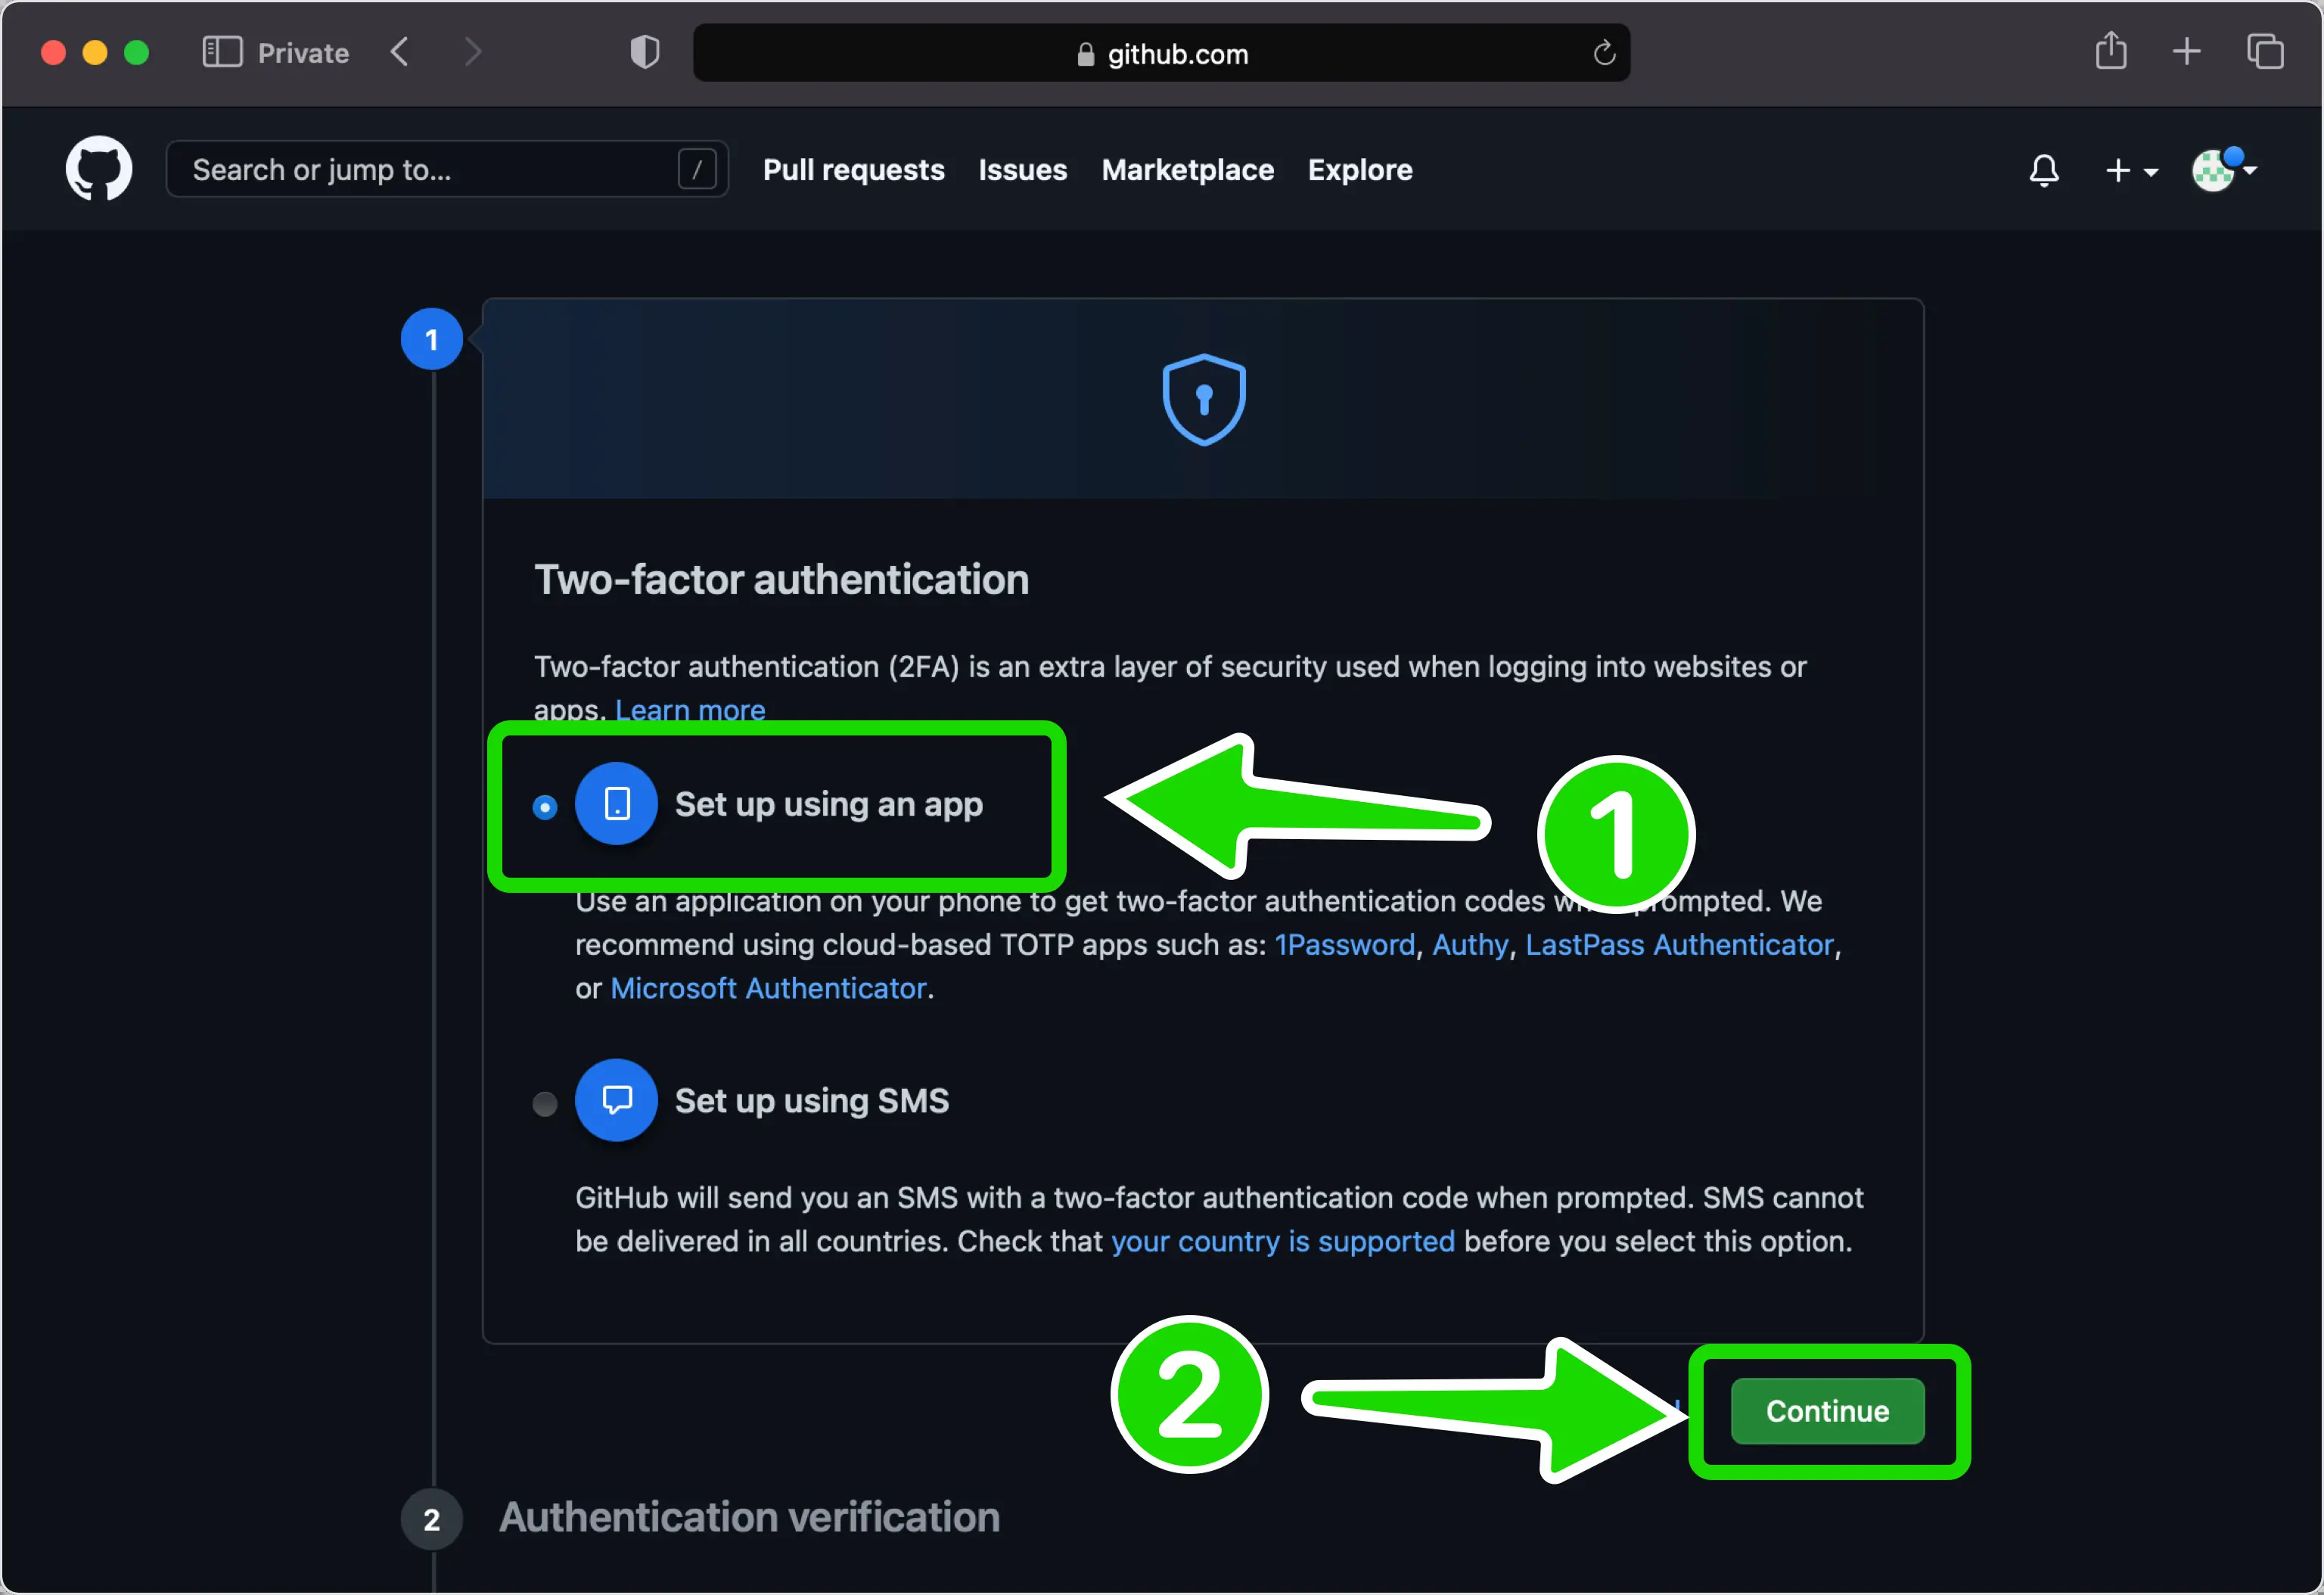 Private
github.com
Search or jump to... /
Pull requests Issues Marketplace Explore
1
Two-factor authentication
Two-factor authentication (2FA) is an extra layer of security used when logging into websites or
apps. Learn more
Set up using an app
1
Use an application on your phone to get two-factor authentication codes prompted. We
recommend using cloud-based TOTP apps such as: 1Password, Authy, LastPass Authenticator,
or Microsoft Authenticator.
Set up using SMS
GitHub will send you an SMS with a two-factor authentication code when prompted. SMS cannot
be delivered in all countries. Check that your country is supported before you select this option.
2
Continue
2 Authentication verification